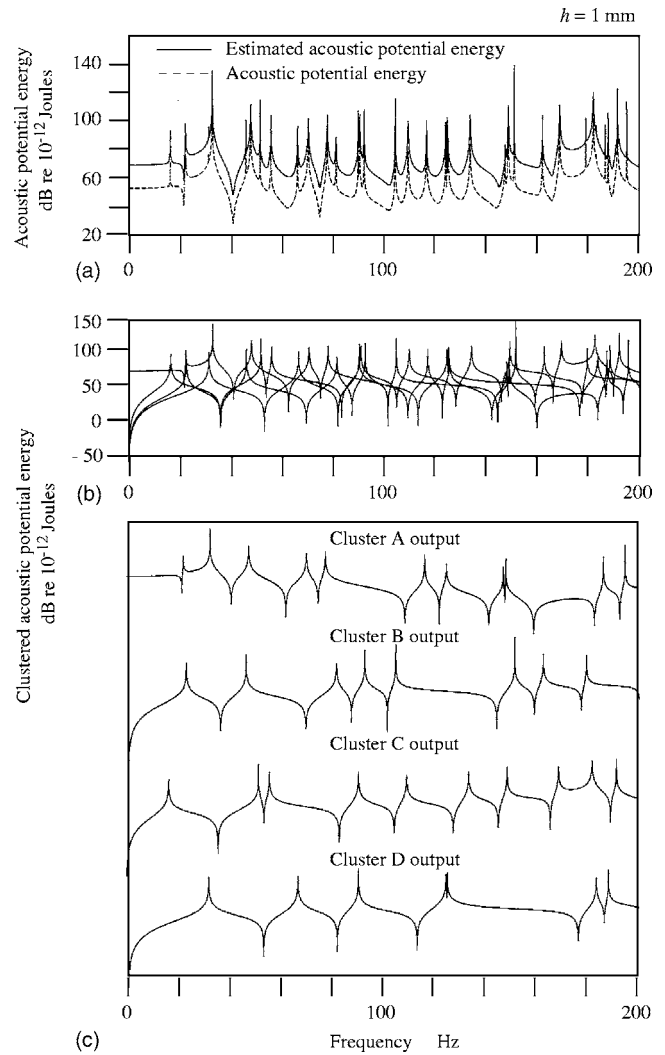 h = 1 mm
Estimated acoustic potential energy
Acoustic potential energy
Acoustic potential energy
dB re 10⁻¹² Joules
140
100
60
20
(a)
0
100
200
150
100
50
0
- 50
(b)
0
100
200
Clustered acoustic potential energy
dB re 10⁻¹² Joules
Cluster A output
Cluster B output
Cluster C output
Cluster D output
0
100
200
(c)
Frequency Hz